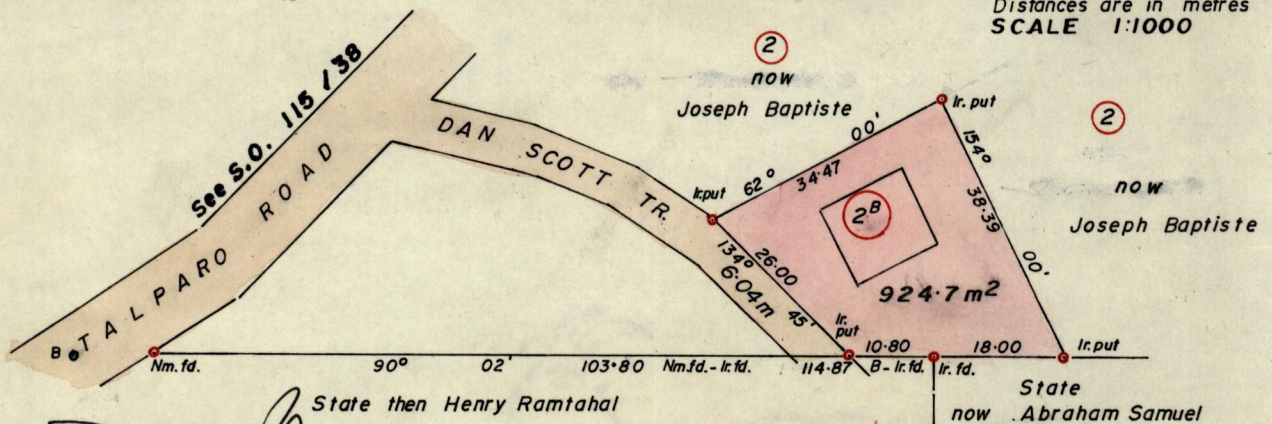 Distances are in metres
SCALE 1:1000
2
now
Joseph Baptiste
See S.O. 115 / 38
TALPARO ROAD
DAN SCOTT TR.
Ir. put
2
now
Joseph Baptiste
Ir. put
62° 00'
34·47
154° 00'
38·39
2B
924·7 m2
134° 45'
26·00
6·04m
Ir. put
B
Nm. fd.
90° 02' 103·80 Nm.fd.-Ir.fd. 114·87 B-Ir.fd.
10·80
Ir. fd.
18·00
Ir. put
State then Henry Ramtahal
State
now Abraham Samuel